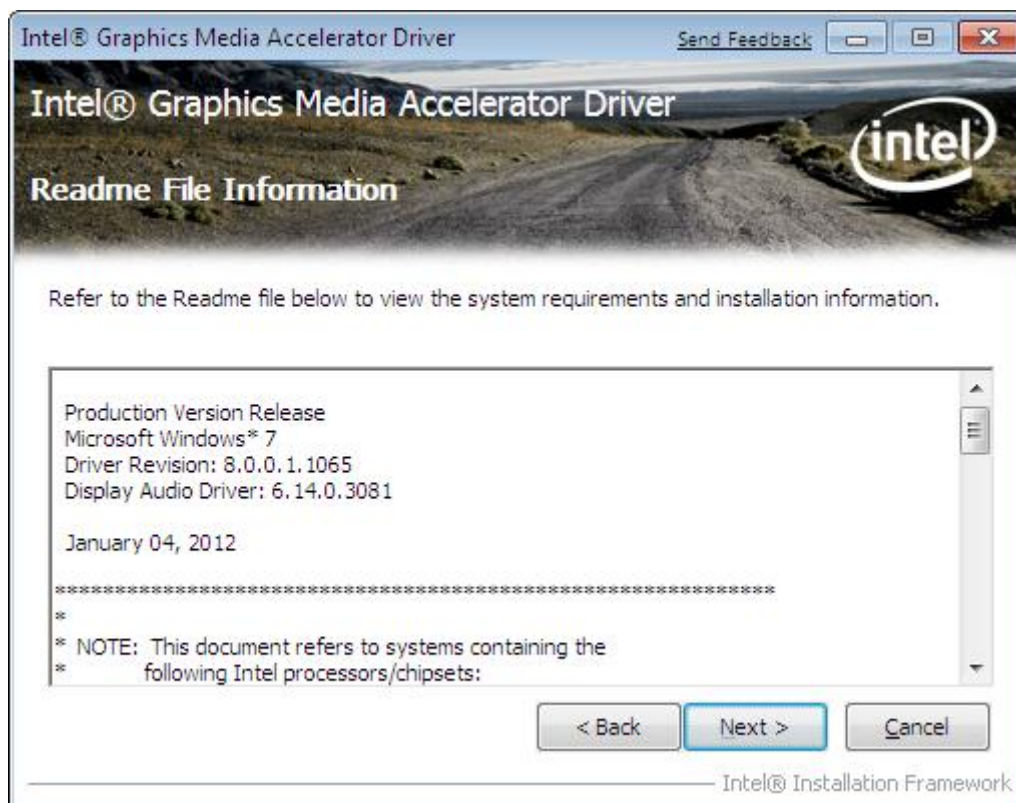 Intel® Graphics Media Accelerator Driver
Send Feedback
Intel® Graphics Media Accelerator Driver
intel
Readme File Information
Refer to the Readme file below to view the system requirements and installation information.
Production Version Release
Microsoft Windows* 7
Driver Revision: 8.0.0.1.1065
Display Audio Driver: 6.14.0.3081
January 04, 2012
************************************************************
*
* NOTE: This document refers to systems containing the
* following Intel processors/chipsets:
< Back
Next >
Cancel
Intel® Installation Framework